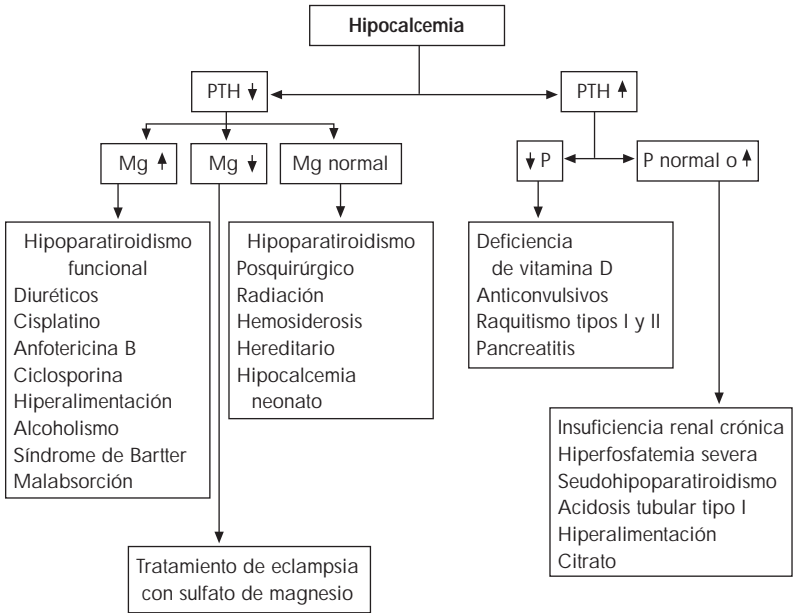 Hipocalcemia
PTH ↓
PTH ↑
Mg ↑
Mg ↓
Mg normal
↓ P
P normal o ↑
Hipoparatiroidismo
funcional
Diuréticos
Cisplatino
Anfotericina B
Ciclosporina
Hiperalimentación
Alcoholismo
Síndrome de Bartter
Malabsorción
Hipoparatiroidismo
Posquirúrgico
Radiación
Hemosiderosis
Hereditario
Hipocalcemia
neonato
Deficiencia
de vitamina D
Anticonvulsivos
Raquitismo tipos I y II
Pancreatitis
Insuficiencia renal crónica
Hiperfosfatemia severa
Seudohipoparatiroidismo
Acidosis tubular tipo I
Hiperalimentación
Citrato
Tratamiento de eclampsia
con sulfato de magnesio